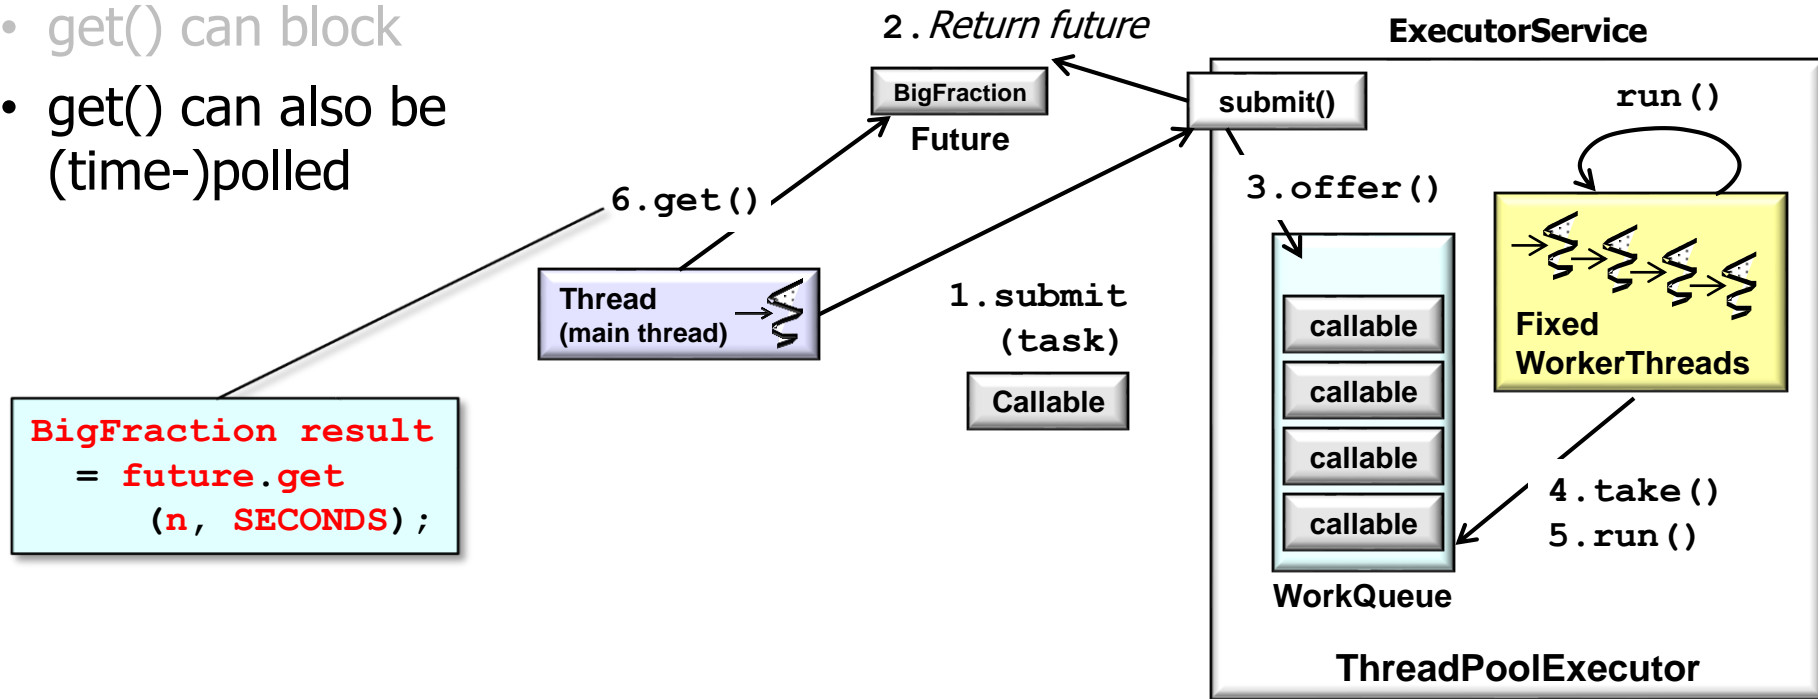 • get() can block
• get() can also be
(time-)polled
2.Return future
BigFraction
Future
6.get()
Thread
(main thread)
1.submit
(task)
Callable
BigFraction result
= future.get
(n, SECONDS);
ExecutorService
submit()
run()
3.offer()
callable
callable
callable
callable
WorkQueue
Fixed
WorkerThreads
4.take()
5.run()
ThreadPoolExecutor